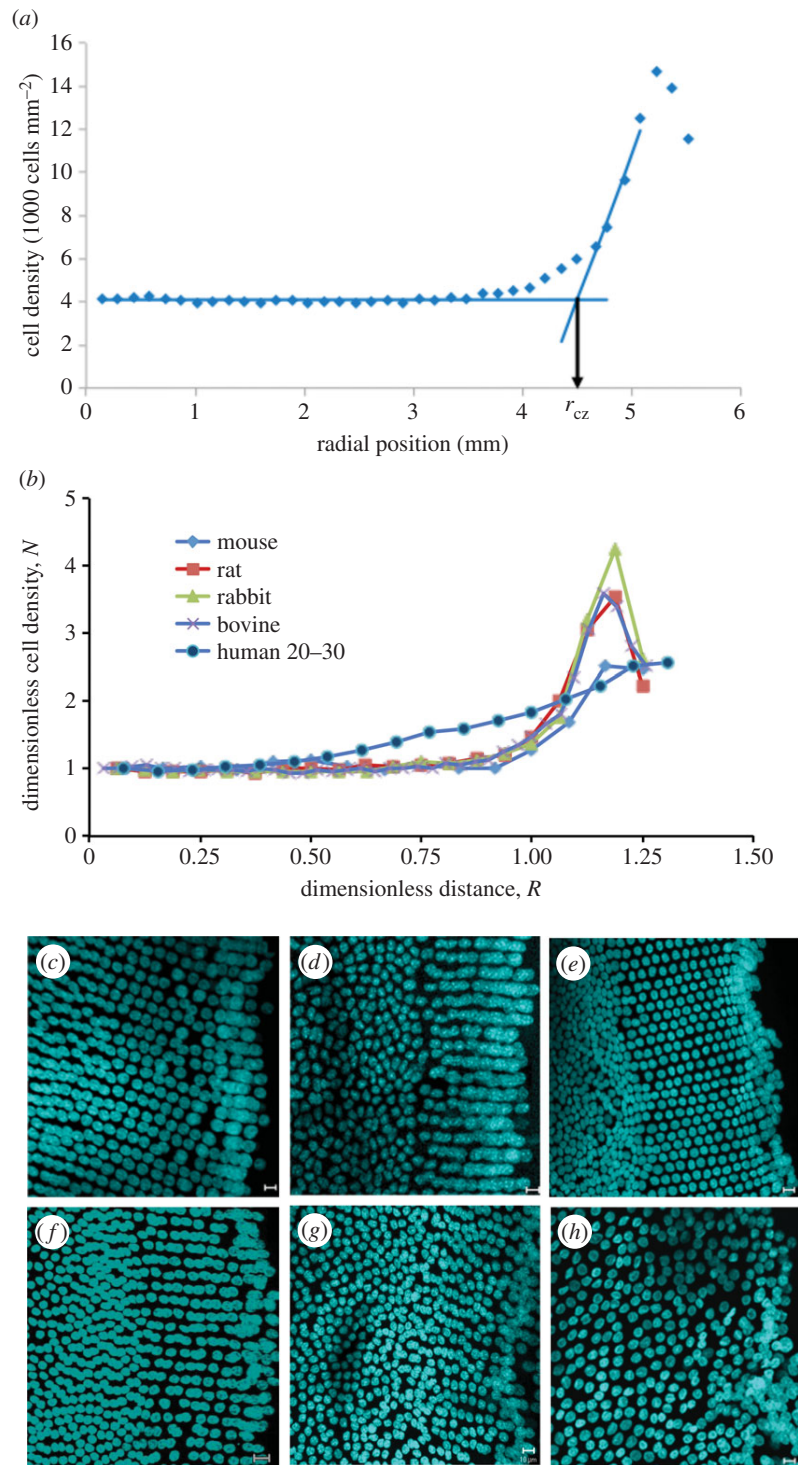 (a)
16
14
12
10
8
6
4
2
0
cell density (1000 cells mm⁻²)
0 1 2 3 4 5 6
r_cz
radial position (mm)
(b)
5
4
3
2
1
0
dimensionless cell density, N
mouse
rat
rabbit
bovine
human 20–30
0 0.25 0.50 0.75 1.00 1.25 1.50
dimensionless distance, R
(c)
(d)
(e)
(f)
(g)
10 µm
(h)